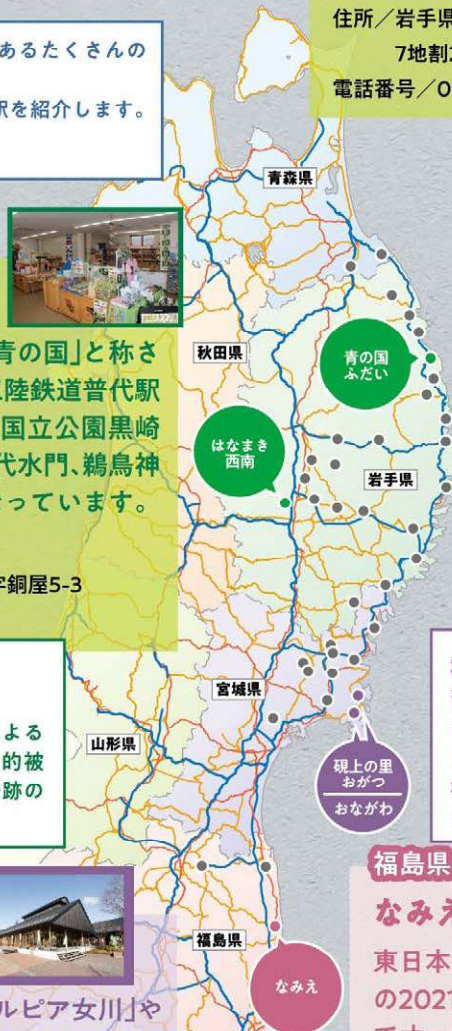 あるたくさんの
駅を紹介します。
住所／岩手県
7地割2
電話番号／0
青森県
秋田県
岩手県
青の国
ふだい
はなまき
西南
「青の国」と称さ
三陸鉄道普代駅
国立公園黒崎
代水門、鵜鳥神
なっています。
字銅屋5-3
宮城県
山形県
硯上の里
おがつ
おながわ
よる
的被
跡の
福島県
なみえ
福島県
なみえ
東日本
の2021
ルピア女川」や